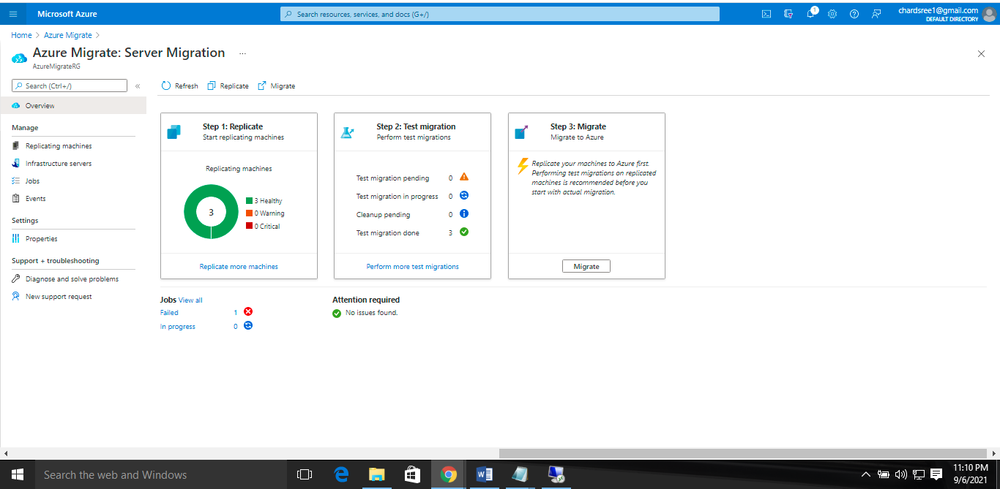 Microsoft Azure
Search resources, services, and docs (G+/)
1
chardsree1@gmail.com
DEFAULT DIRECTORY
Home > Azure Migrate >
Azure Migrate: Server Migration ...
AzureMigrateRG
Search (Ctrl+/)
«
Refresh
Replicate
Migrate
Overview
Manage
Replicating machines
Infrastructure servers
Jobs
Events
Settings
Properties
Support + troubleshooting
Diagnose and solve problems
New support request
Step 1: Replicate
Start replicating machines
Replicating machines
3
3 Healthy
0 Warning
0 Critical
Replicate more machines
Step 2: Test migration
Perform test migrations
Test migration pending 0
Test migration in progress 0
Cleanup pending 0
Test migration done 3
Perform more test migrations
Step 3: Migrate
Migrate to Azure
Replicate your machines to Azure first.
Performing test migrations on replicated
machines is recommended before you
start with actual migration.
Migrate
Jobs View all
Failed 1
In progress 0
Attention required
No issues found.
Search the web and Windows
11:10 PM
9/6/2021